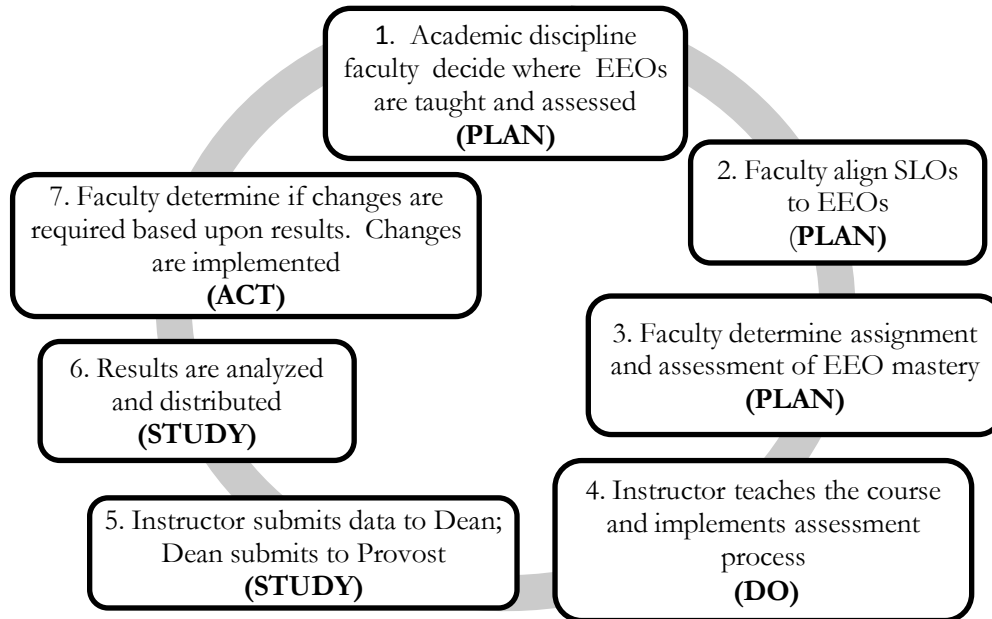 1. Academic discipline
faculty decide where EEOs
are taught and assessed
(PLAN)
2. Faculty align SLOs
to EEOs
(PLAN)
3. Faculty determine assignment
and assessment of EEO mastery
(PLAN)
4. Instructor teaches the course
and implements assessment
process
(DO)
5. Instructor submits data to Dean;
Dean submits to Provost
(STUDY)
6. Results are analyzed
and distributed
(STUDY)
7. Faculty determine if changes are
required based upon results. Changes
are implemented
(ACT)